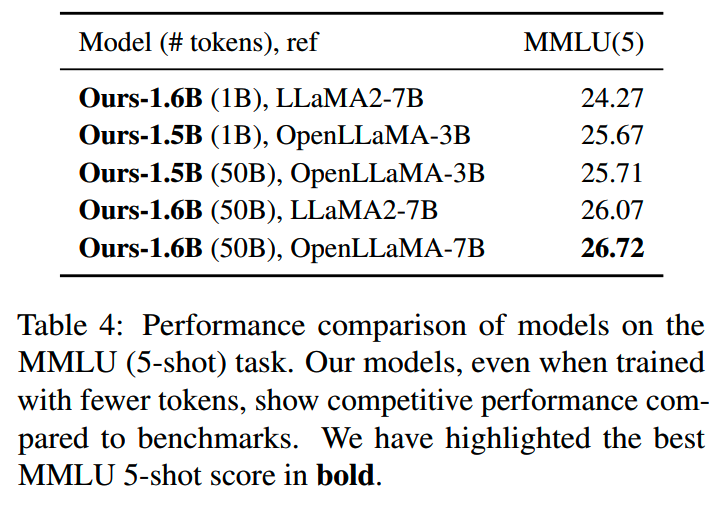 Model (# tokens), ref MMLU(5)
Ours-1.6B (1B), LLaMA2-7B 24.27
Ours-1.5B (1B), OpenLLaMA-3B 25.67
Ours-1.5B (50B), OpenLLaMA-3B 25.71
Ours-1.6B (50B), LLaMA2-7B 26.07
Ours-1.6B (50B), OpenLLaMA-7B 26.72
Table 4: Performance comparison of models on the
MMLU (5-shot) task. Our models, even when trained
with fewer tokens, show competitive performance com-
pared to benchmarks. We have highlighted the best
MMLU 5-shot score in bold.